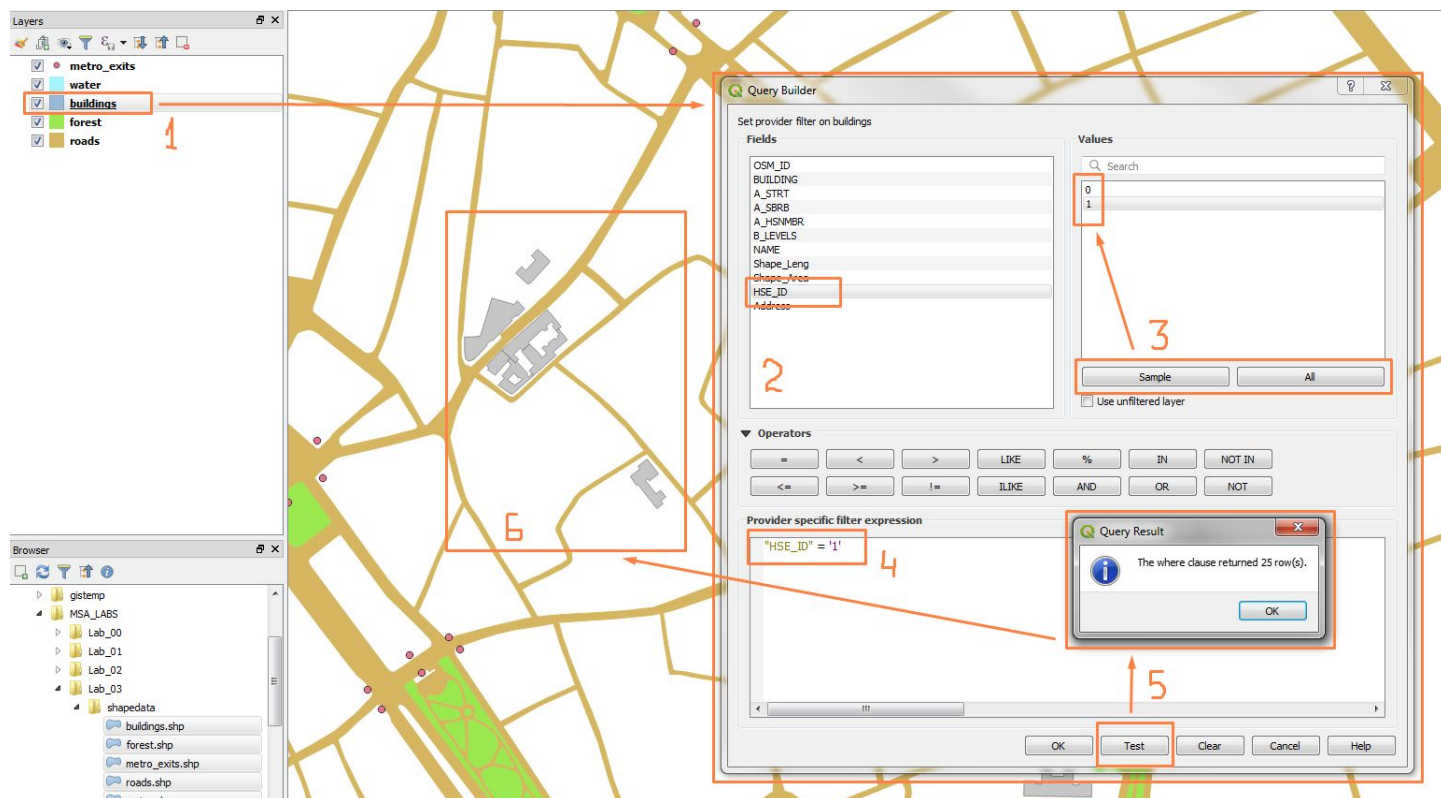 Layers
metro_exits
water
buildings
forest
roads
1
Browser
gistemp
MSA_LABS
Lab_00
Lab_01
Lab_02
Lab_03
shapedata
buildings.shp
forest.shp
metro_exits.shp
roads.shp
6
Query Builder
Set provider filter on buildings
Fields
OSM_ID
BUILDING
A_STRT
A_SBRB
A_HSNMBR
B_LEVELS
NAME
Shape_Leng
Shape_Area
HSE_ID
Address
2
Values
Search
0
1
3
Sample All
Use unfiltered layer
Operators
= < > LIKE % IN NOT IN
<= >= != ILIKE AND OR NOT
Provider specific filter expression
"HSE_ID" = '1'
4
Query Result
The where clause returned 25 row(s).
OK
5
OK Test Clear Cancel Help